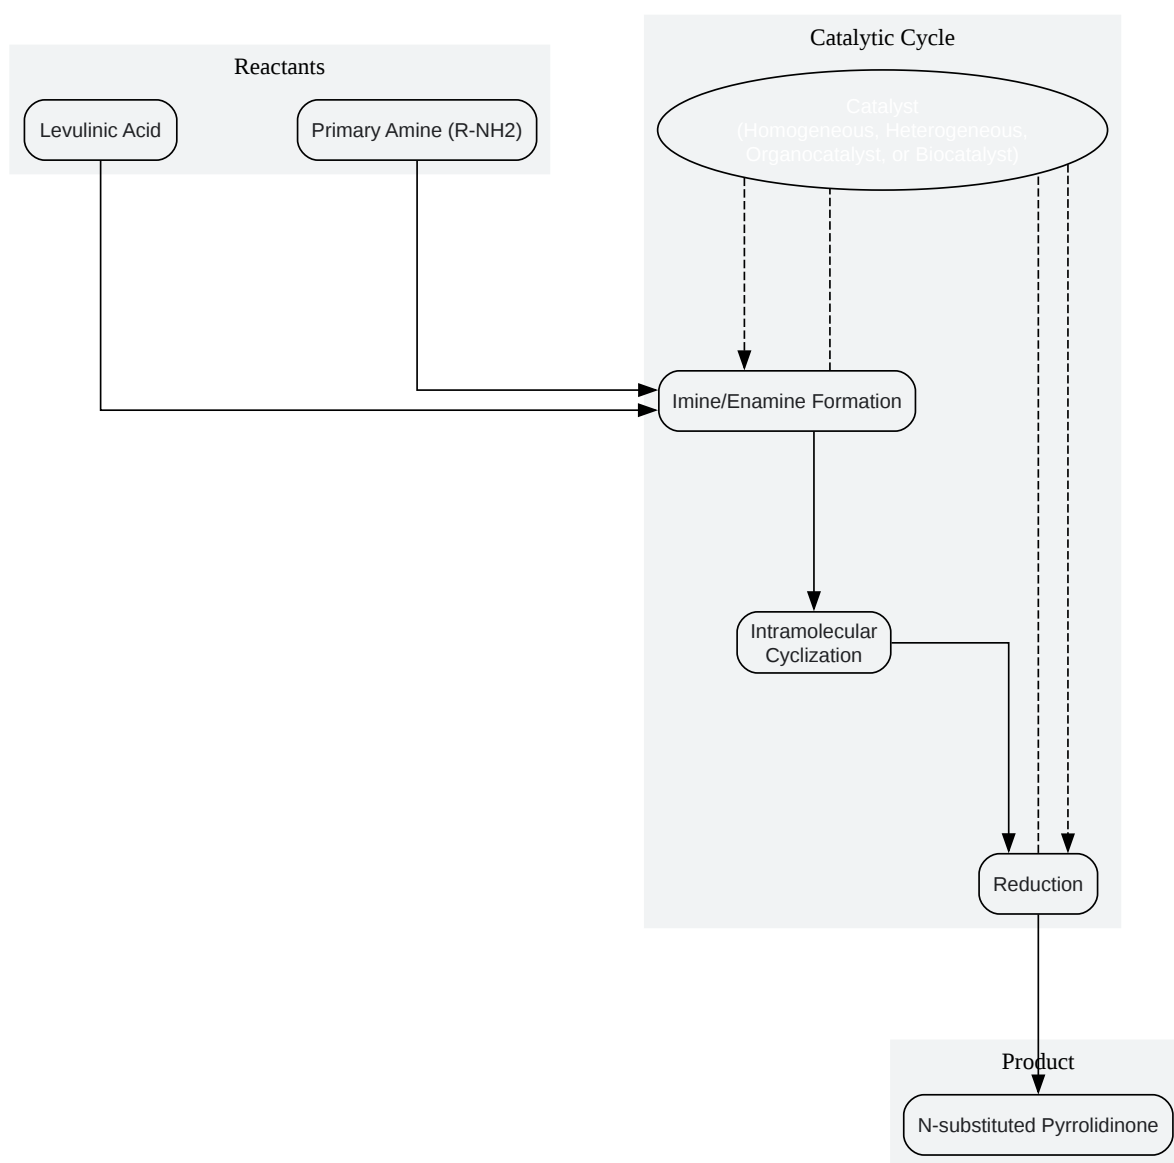 Reactants
Levulinic Acid
Primary Amine (R-NH2)
Catalytic Cycle
Catalyst
(Homogeneous, Heterogeneous,
Organocatalyst, or Biocatalyst)
Imine/Enamine Formation
Intramolecular
Cyclization
Reduction
Product
N-substituted Pyrrolidinone